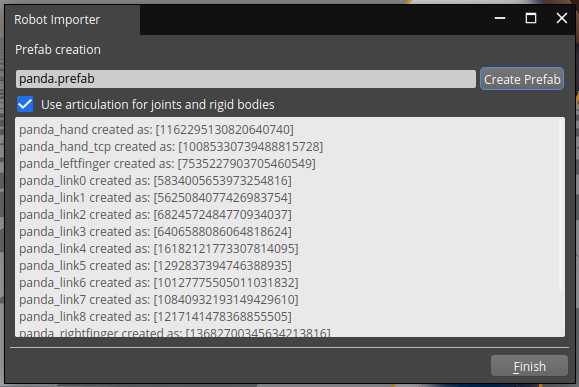 Robot Importer
Prefab creation
panda.prefab
Create Prefab
Use articulation for joints and rigid bodies
panda_hand created as: [1162295130820640740]
panda_hand_tcp created as: [10085330739488815728]
panda_leftfinger created as: [7535227903705460549]
panda_link0 created as: [5834005653973254816]
panda_link1 created as: [5625084077426983754]
panda_link2 created as: [6824572484770934037]
panda_link3 created as: [6406588086064818624]
panda_link4 created as: [16182121773307814095]
panda_link5 created as: [1292837394746388935]
panda_link6 created as: [10127775505011031832]
panda_link7 created as: [10840932193149429610]
panda_link8 created as: [1217141478368855505]
panda_rightfinger created as: [13682700345634213816]
Finish